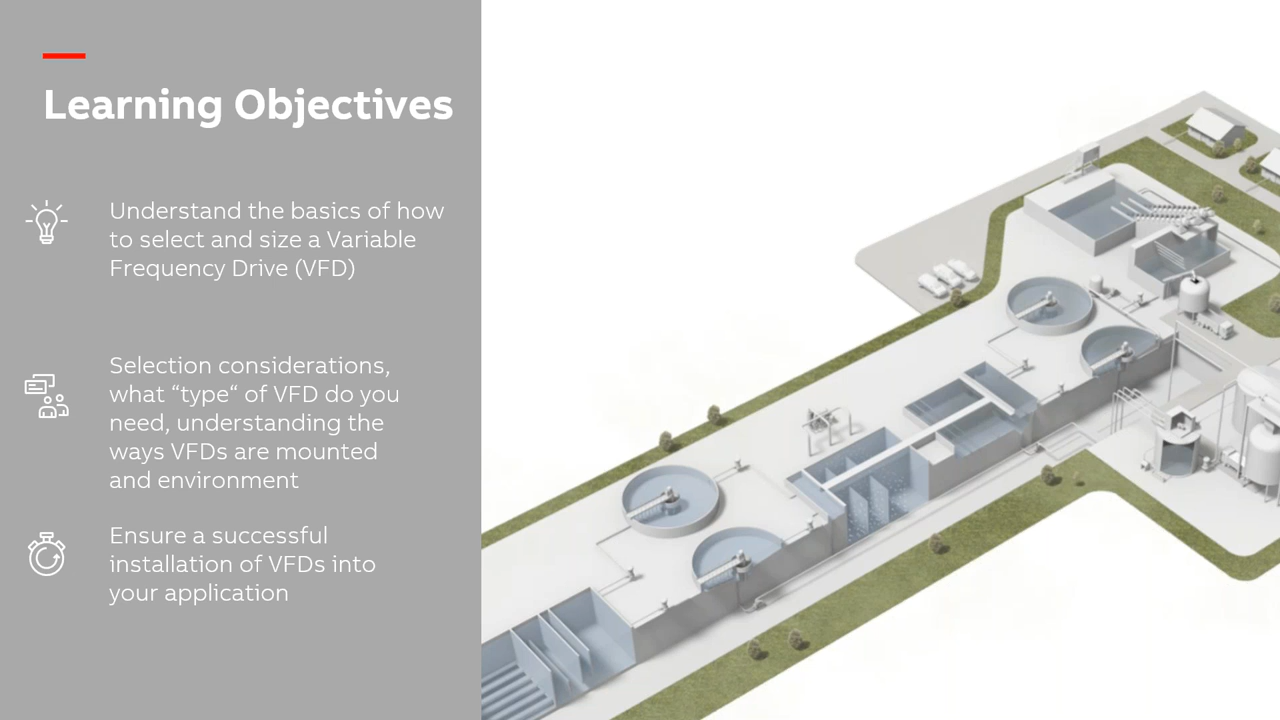 Learning Objectives
Understand the basics of how
to select and size a Variable
Frequency Drive (VFD)
Selection considerations,
what “type“ of VFD do you
need, understanding the
ways VFDs are mounted
and environment
Ensure a successful
installation of VFDs into
your application